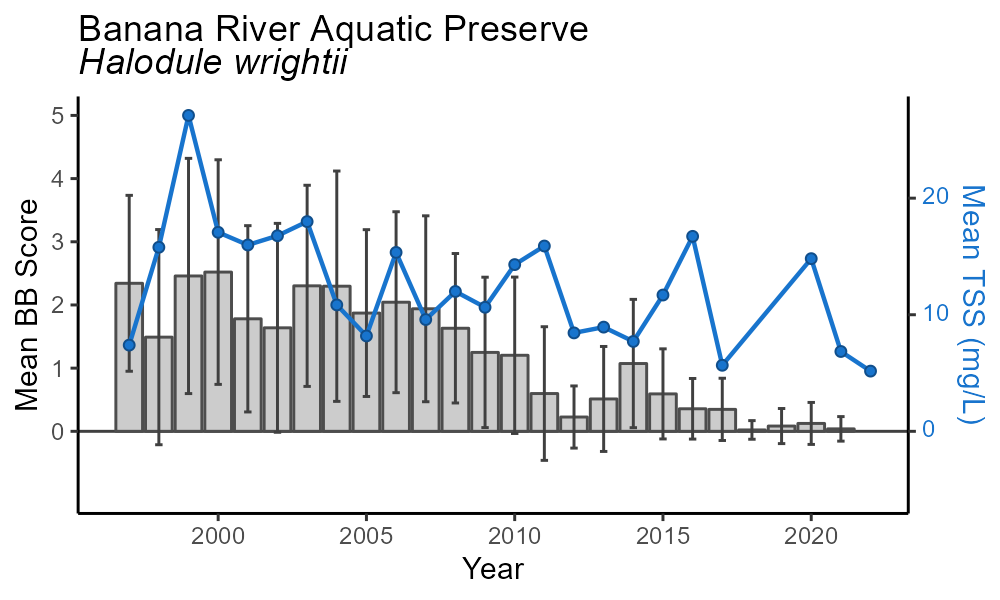 Banana River Aquatic Preserve
Halodule wrightii
5
4
3
2
1
0
Mean BB Score
20
10
0
Mean TSS (mg/L)
2000 2005 2010 2015 2020
Year